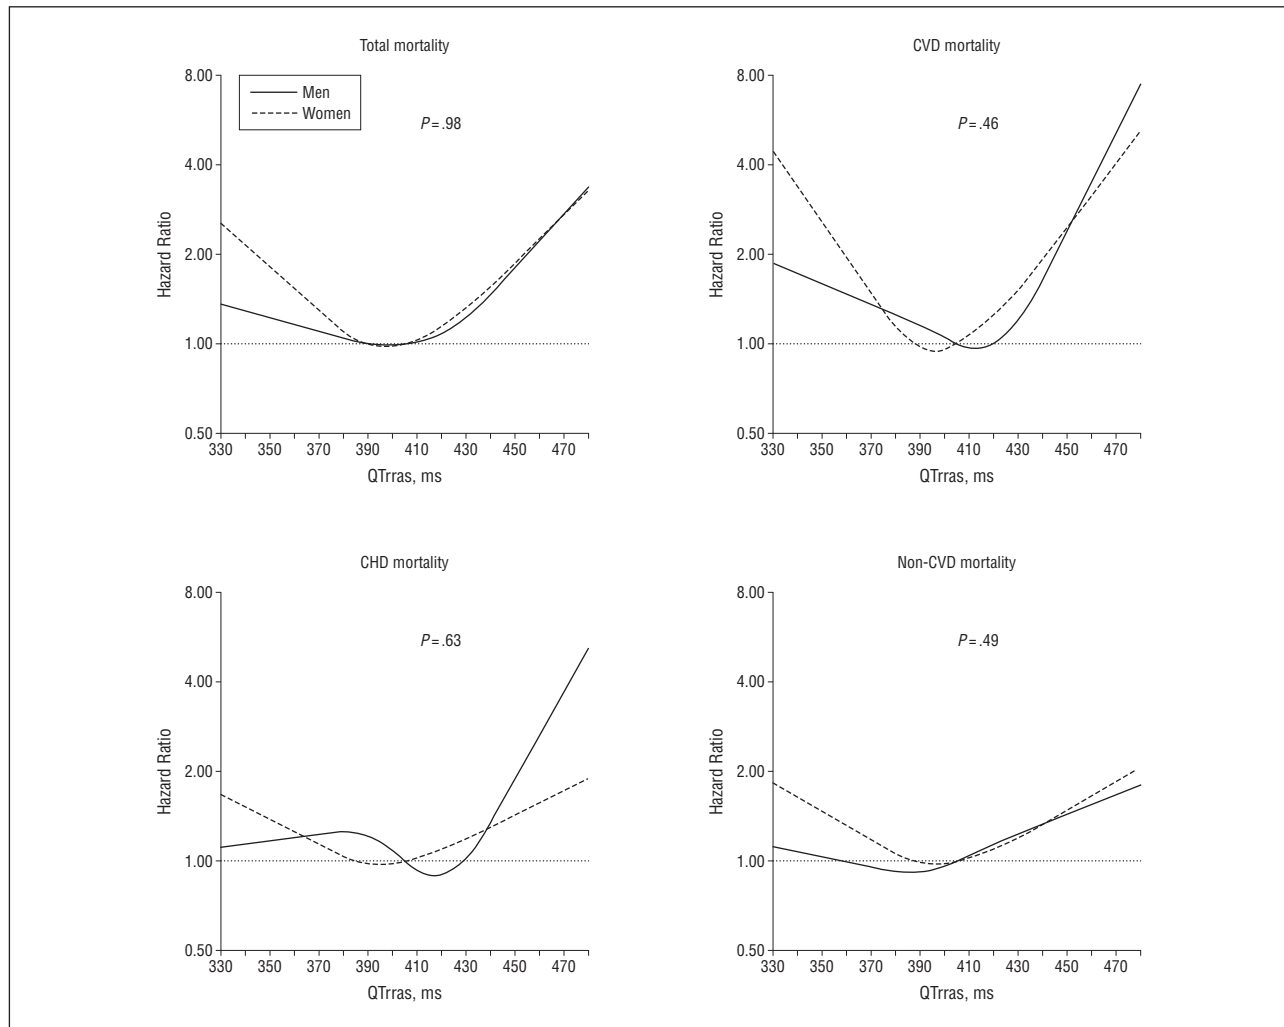 Total mortality
8.00
4.00
2.00
1.00
0.50
Hazard Ratio
Men
Women
P = .98
330 350 370 390 410 430 450 470
QTrras, ms
CVD mortality
8.00
4.00
2.00
1.00
0.50
Hazard Ratio
P = .46
330 350 370 390 410 430 450 470
QTrras, ms
CHD mortality
8.00
4.00
2.00
1.00
0.50
Hazard Ratio
P = .63
330 350 370 390 410 430 450 470
QTrras, ms
Non-CVD mortality
8.00
4.00
2.00
1.00
0.50
Hazard Ratio
P = .49
330 350 370 390 410 430 450 470
QTrras, ms